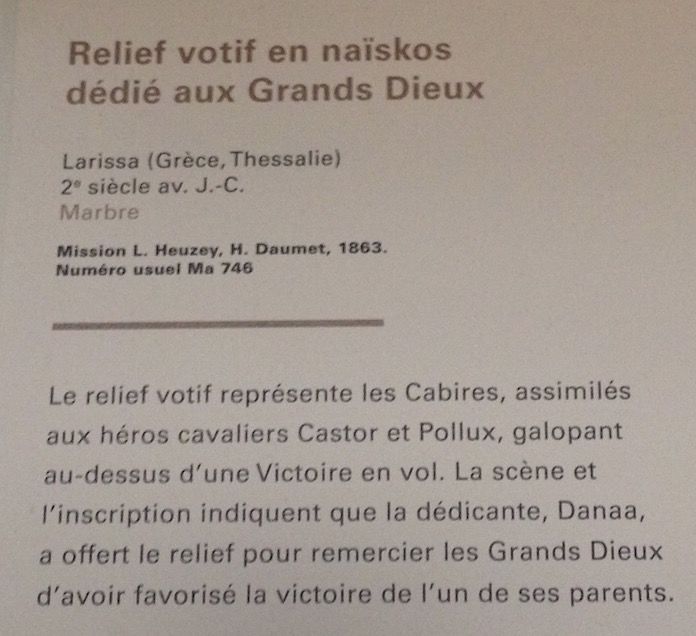 Relief votif en naïskos
dédié aux Grands Dieux
Larissa (Grèce, Thessalie)
2e siècle av. J.-C.
Marbre
Mission L. Heuzey, H. Daumet, 1863.
Numéro usuel Ma 746
Le relief votif représente les Cabires, assimilés
aux héros cavaliers Castor et Pollux, galopant
au-dessus d'une Victoire en vol. La scène et
l'inscription indiquent que la dédicante, Danaa,
a offert le relief pour remercier les Grands Dieux
d'avoir favorisé la victoire de l'un de ses parents.